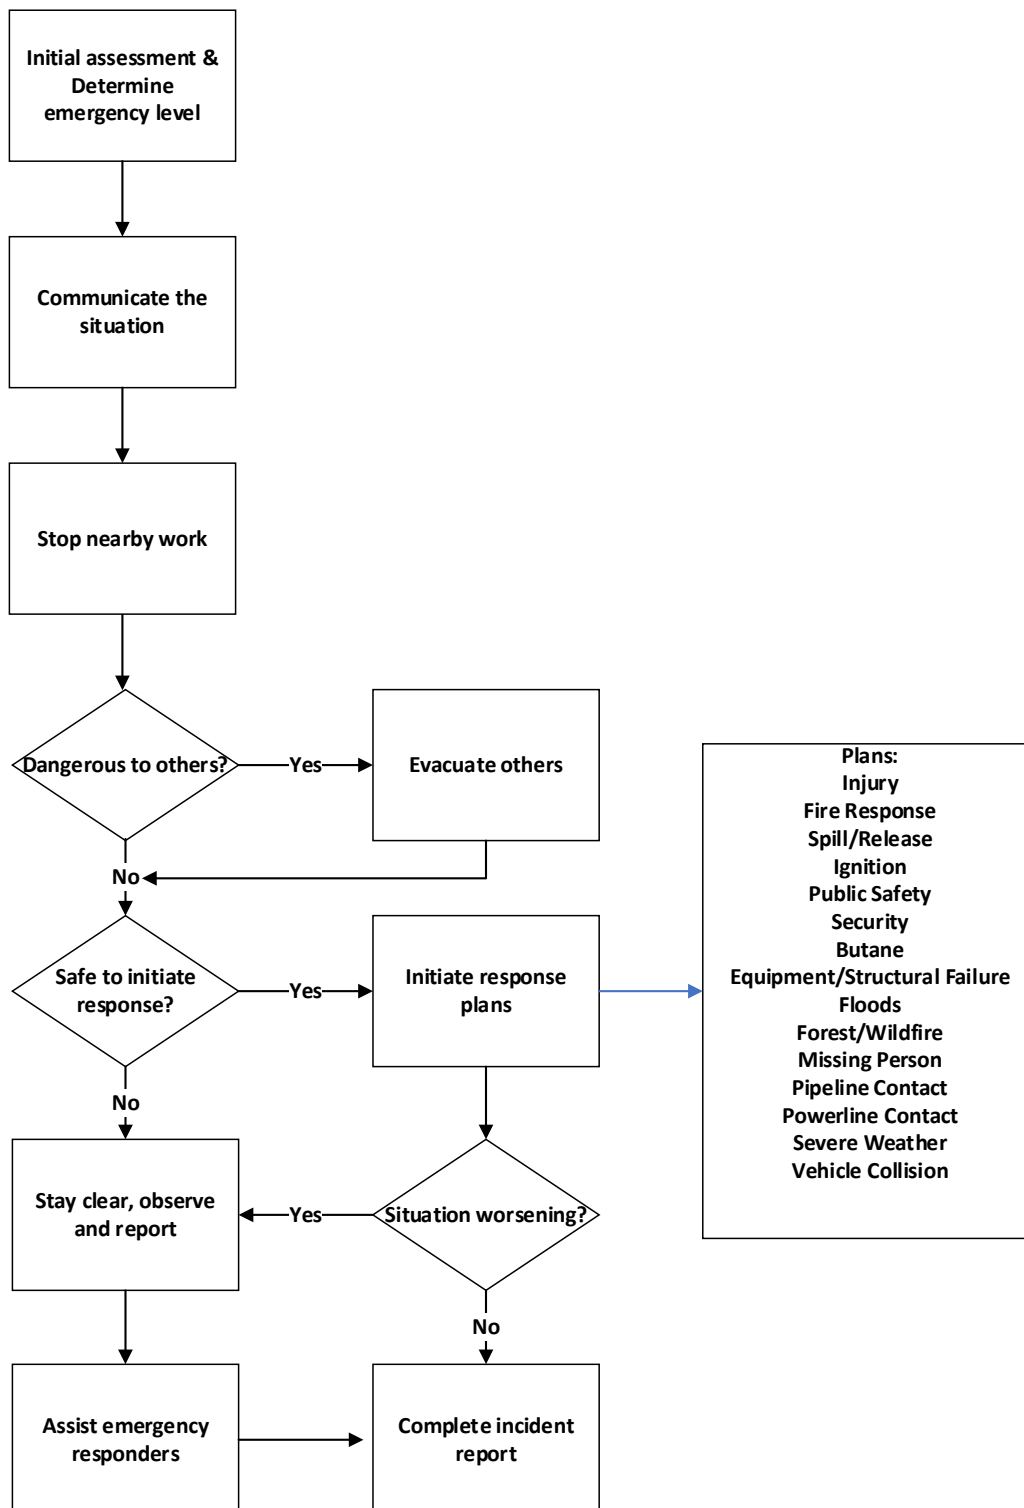 Initial assessment &
Determine
emergency level
Communicate the
situation
Stop nearby work
Dangerous to others?
Yes
Evacuate others
No
Safe to initiate
response?
Yes
Initiate response
plans
Plans:
Injury
Fire Response
Spill/Release
Ignition
Public Safety
Security
Butane
Equipment/Structural Failure
Floods
Forest/Wildfire
Missing Person
Pipeline Contact
Powerline Contact
Severe Weather
Vehicle Collision
No
Stay clear, observe
and report
Yes
Situation worsening?
No
Assist emergency
responders
Complete incident
report